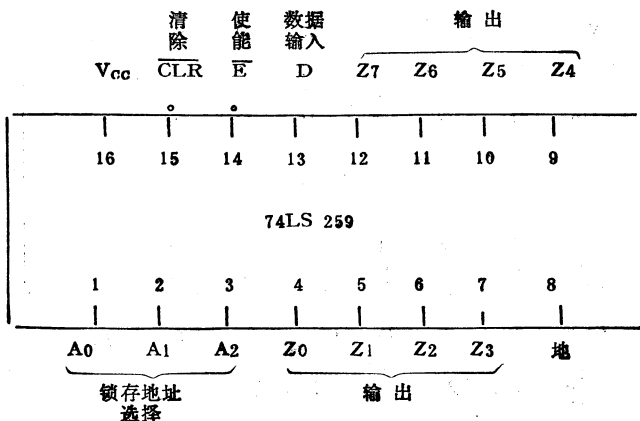 清除 使能 数据输入 输出
Vcc CLR E D Z7 Z6 Z5 Z4
16 15 14 13 12 11 10 9
74LS 259
1 2 3 4 5 6 7 8
A0 A1 A2 Z0 Z1 Z2 Z3 地
锁存地址选择 输出